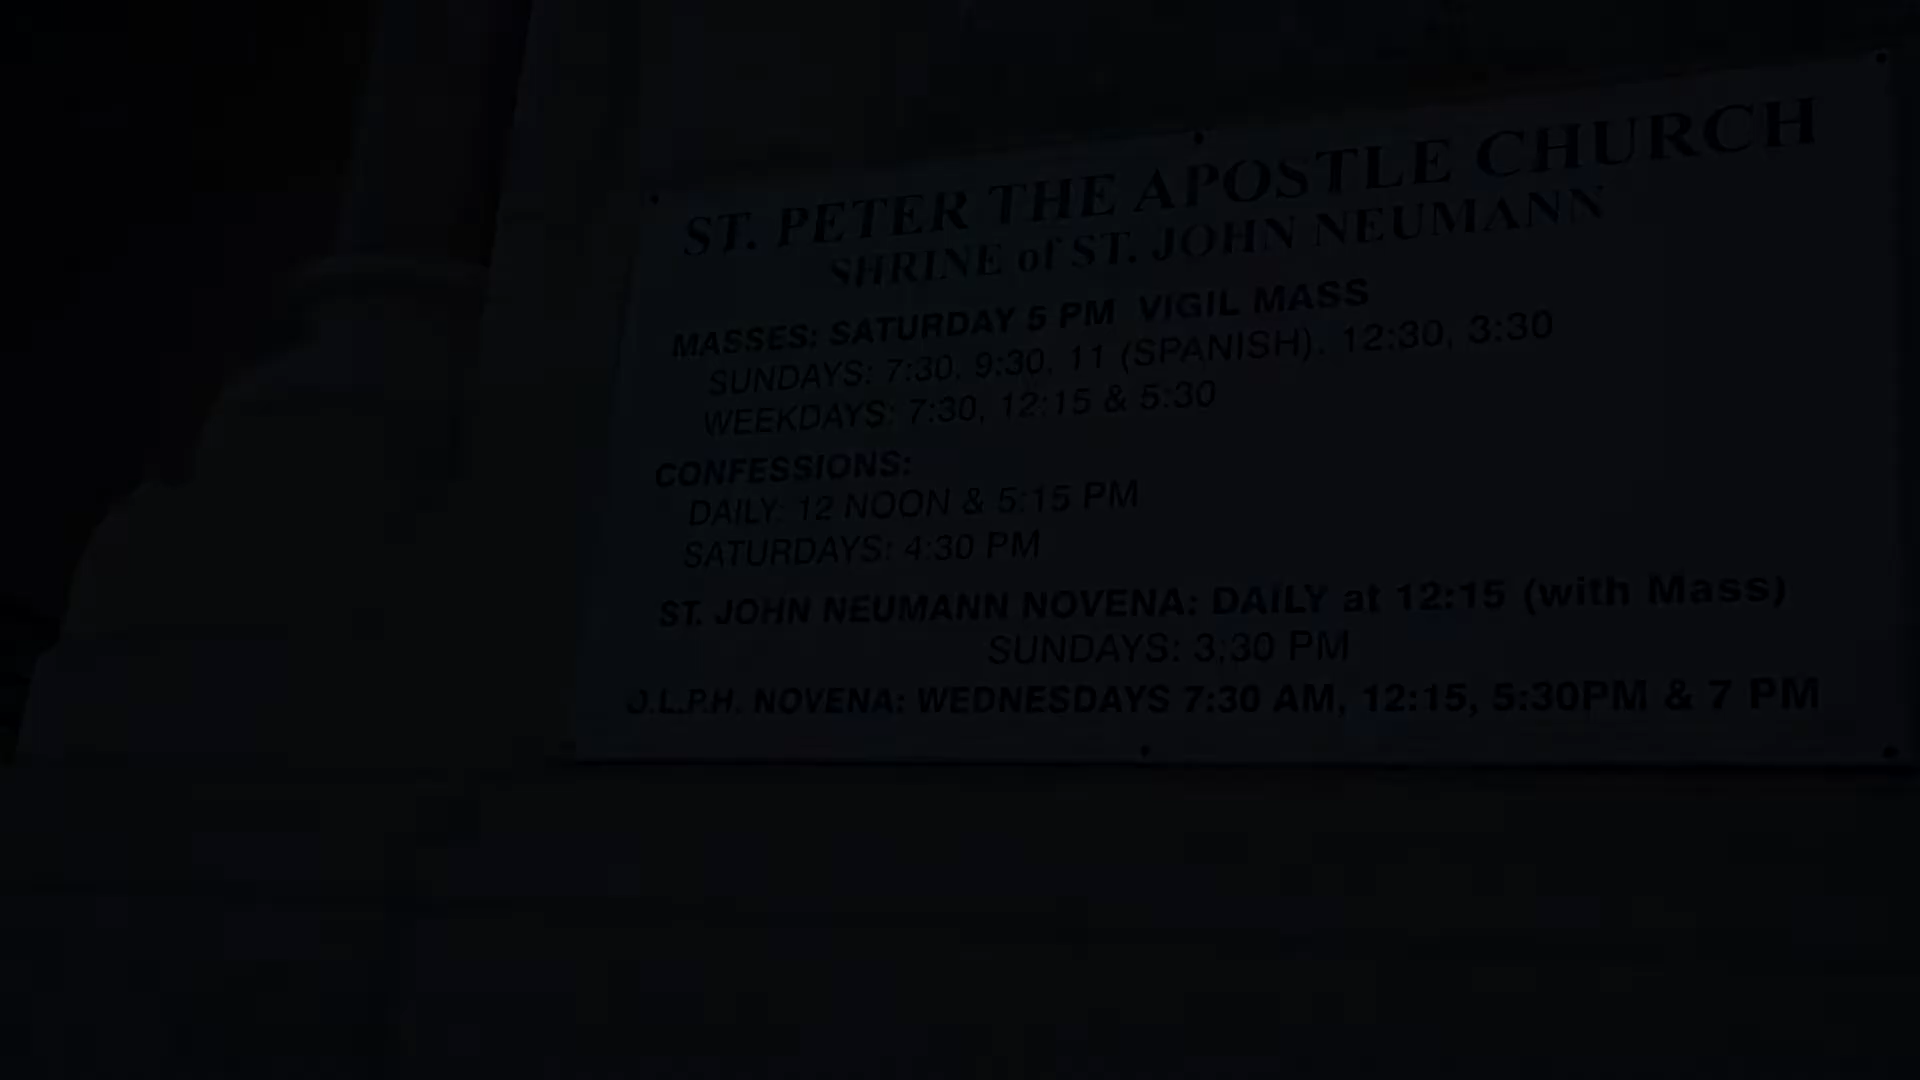 ST. PETER THE APOSTLE CHURCH
SHRINE of ST. JOHN NEUMANN
MASSES: SATURDAY 5 PM VIGIL MASS
SUNDAYS: 7:30, 9:30, 11 (SPANISH), 12:30, 3:30
WEEKDAYS: 7:30, 12:15 & 5:30
CONFESSIONS:
DAILY: 12 NOON & 5:15 PM
SATURDAYS: 4:30 PM
ST. JOHN NEUMANN NOVENA: DAILY at 12:15 (with Mass)
SUNDAYS: 3:30 PM
O.L.P.H. NOVENA: WEDNESDAYS 7:30 AM, 12:15, 5:30PM & 7 PM